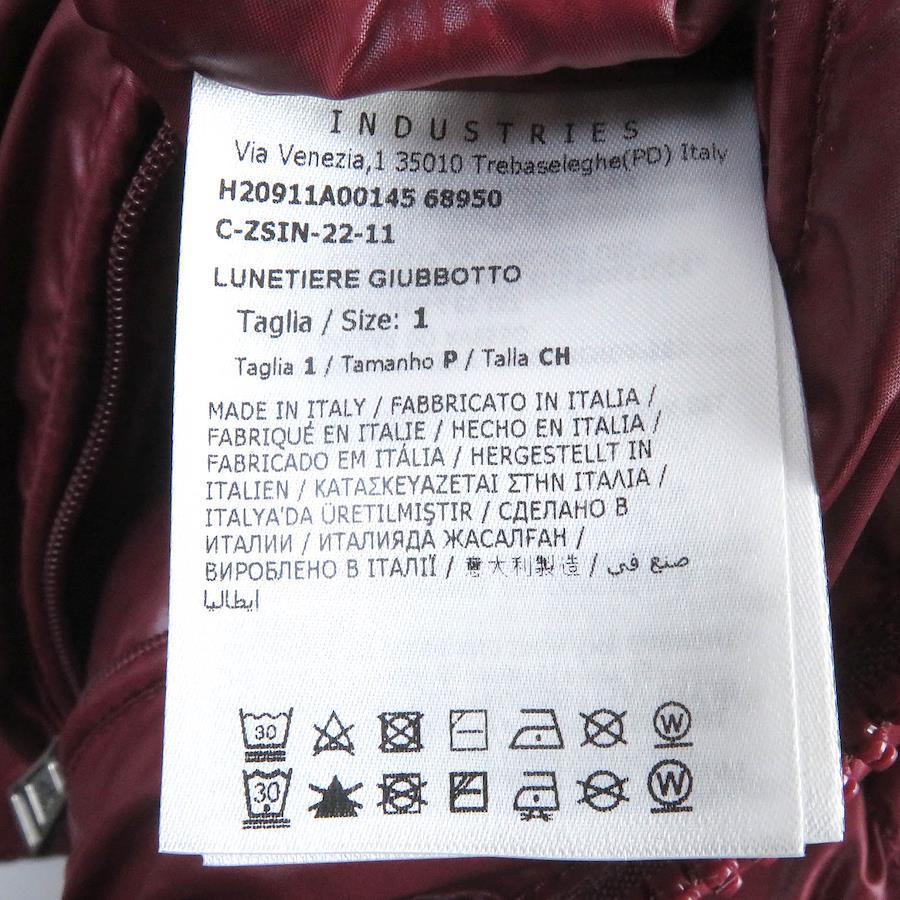 INDUSTRIES
Via Venezia,1 35010 Trebaseleghe(PD) Italy
H20911A00145 68950
C-ZSIN-22-11
LUNETIERE GIUBBOTTO
Taglia / Size: 1
Taglia 1 / Tamanho P / Talla CH
MADE IN ITALY / FABBRICATO IN ITALIA /
FABRIQUÉ EN ITALIE / HECHO EN ITALIA /
FABRICADO EM ITÁLIA / HERGESTELLT IN
ITALIEN / ΚΑΤΑΣΚΕΥΑΖΕΤΑΙ ΣΤΗΝ ΙΤΑΛΙΑ /
ITALYA'DA ÜRETILMIŞTIR / СДЕЛАНО В
ИТАЛИИ / ИТАЛИЯДА ЖАСАЛҒАН /
ВИРОБЛЕНО В ІТАЛІЇ / 意大利製造 / صنع في
ايطاليا
30 W
30 W